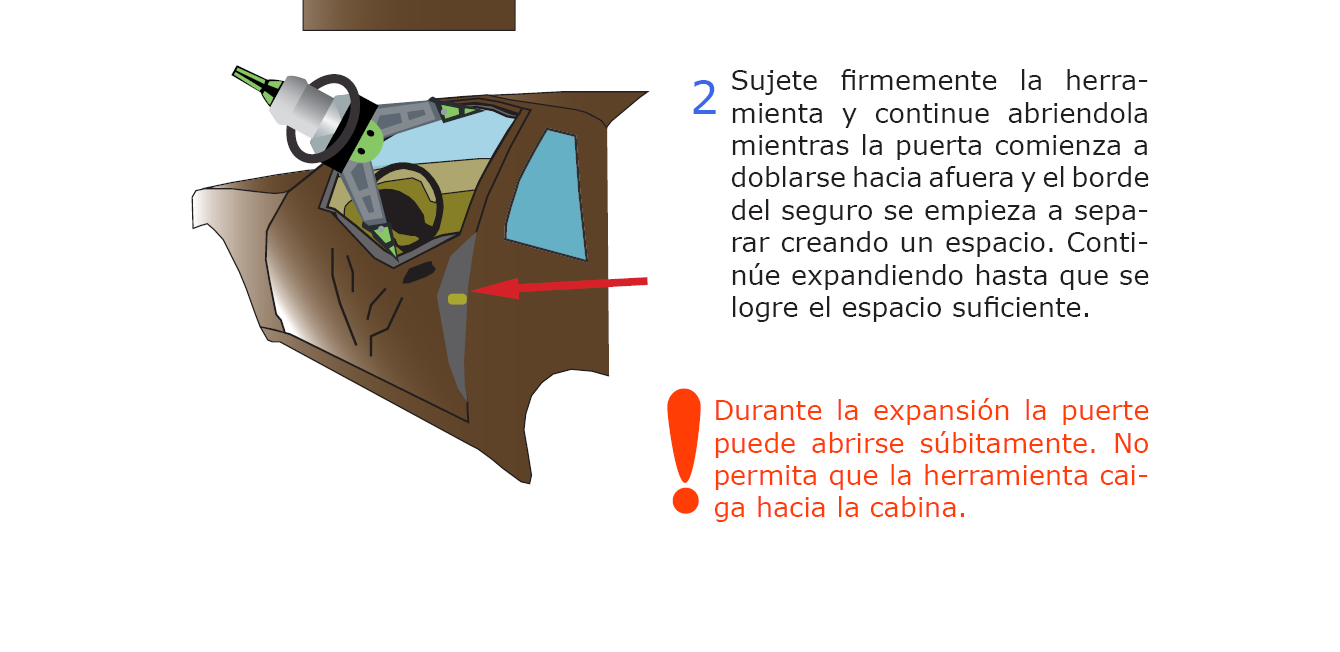 2
Sujete firmemente la herra-
mienta y continue abriendola
mientras la puerta comienza a
doblarse hacia afuera y el borde
del seguro se empieza a sepa-
rar creando un espacio. Conti-
núe expandiendo hasta que se
logre el espacio suficiente.
! Durante la expansión la puerte
puede abrirse súbitamente. No
permita que la herramienta cai-
ga hacia la cabina.